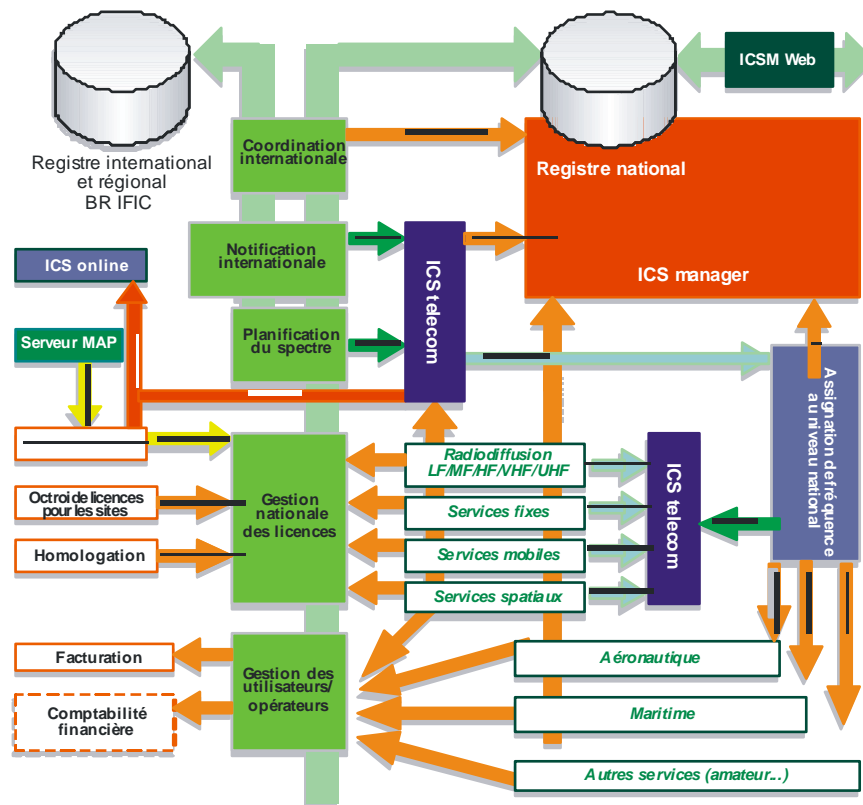 ICSM Web
Coordination
internationale
Registre international
et régional
BR IFIC
Registre national
Notification
internationale
ICS telecom
ICS online
ICS manager
Serveur MAP
Planification
du spectre
Assignation de fréquence
au niveau national
Radiodiffusion
LF/MF/HF/VHF/UHF
ICS telecom
Octroi de licences
pour les sites
Gestion
nationale
des licences
Services fixes
Homologation
Services mobiles
Services spatiaux
Facturation
Gestion des
utilisateurs/
opérateurs
Aéronautique
Comptabilité
financière
Maritime
Autres services (amateur...)